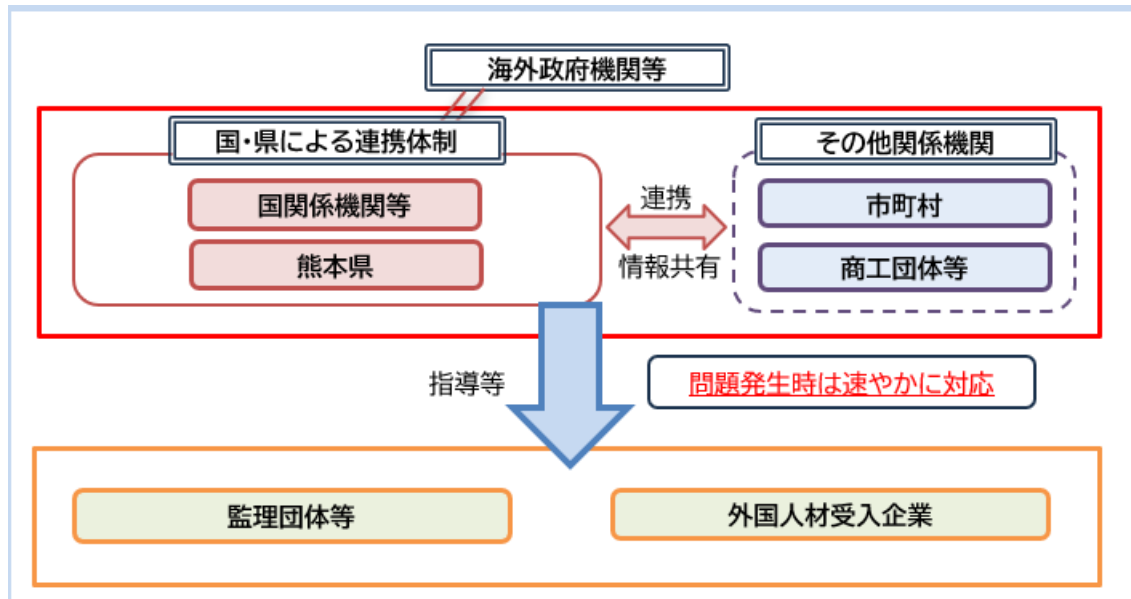 海外政府機関等
国・県による連携体制
その他関係機関
国関係機関等
熊本県
連携
情報共有
市町村
商工団体等
指導等
問題発生時は速やかに対応
監理団体等
外国人材受入企業